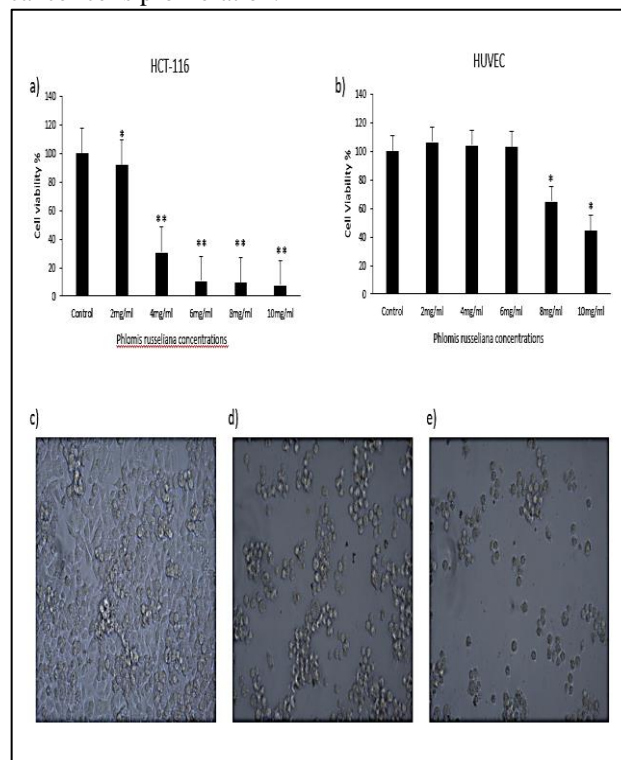 HCT-116
a)
Cell viability %
140
120
100
80
60
40
20
0
*
**
**
**
**
Control 2mg/ml 4mg/ml 6mg/ml 8mg/ml 10mg/ml
Phlomis russeliana concentrations
HUVEC
b)
Cell viability %
140
120
100
80
60
40
20
0
*
*
Control 2mg/ml 4mg/ml 6mg/ml 8mg/ml 10mg/ml
Phlomis russeliana concentrations
c)
d)
e)